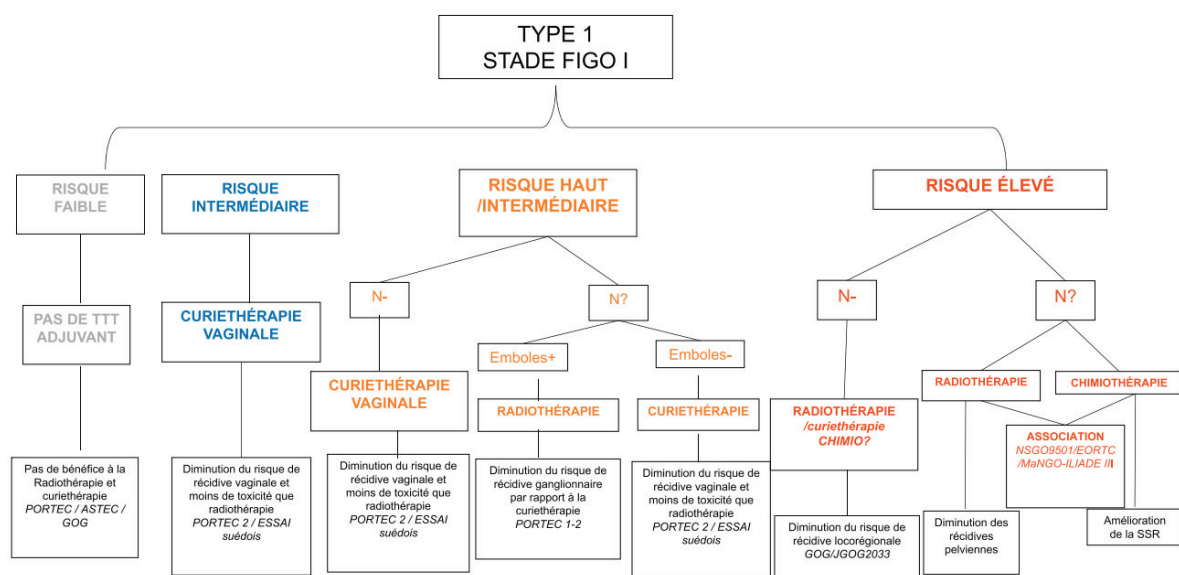 TYPE 1
STADE FIGO I
RISQUE
FAIBLE
RISQUE
INTERMÉDIAIRE
RISQUE HAUT
/INTERMÉDIAIRE
RISQUE ÉLEVÉ
PAS DE TTT
ADJUVANT
CURIETHÉRAPIE
VAGINALE
N-
N?
N-
N?
Emboles+
Emboles-
CURIETHÉRAPIE
VAGINALE
RADIOTHÉRAPIE
CURIETHÉRAPIE
RADIOTHÉRAPIE
/curiethérapie
CHIMIO?
RADIOTHÉRAPIE
CHIMIOTHÉRAPIE
ASSOCIATION
NSGO9501/EORTC
/MaNGO-ILIADE III
Pas de bénéfice à la
Radiothérapie et
curiethérapie
PORTEC / ASTEC /
GOG
Diminution du risque de
récidive vaginale et
moins de toxicité que
radiothérapie
PORTEC 2 / ESSAI
suédois
Diminution du risque de
récidive vaginale et
moins de toxicité que
radiothérapie
PORTEC 2 / ESSAI
suédois
Diminution du risque de
récidive ganglionnaire
par rapport à la
curiethérapie
PORTEC 1-2
Diminution du risque de
récidive vaginale et
moins de toxicité que
radiothérapie
PORTEC 2 / ESSAI
suédois
Diminution du risque de
récidive locorégionale
GOG/JGOG2033
Diminution des
récidives
pelviennes
Amélioration
de la SSR